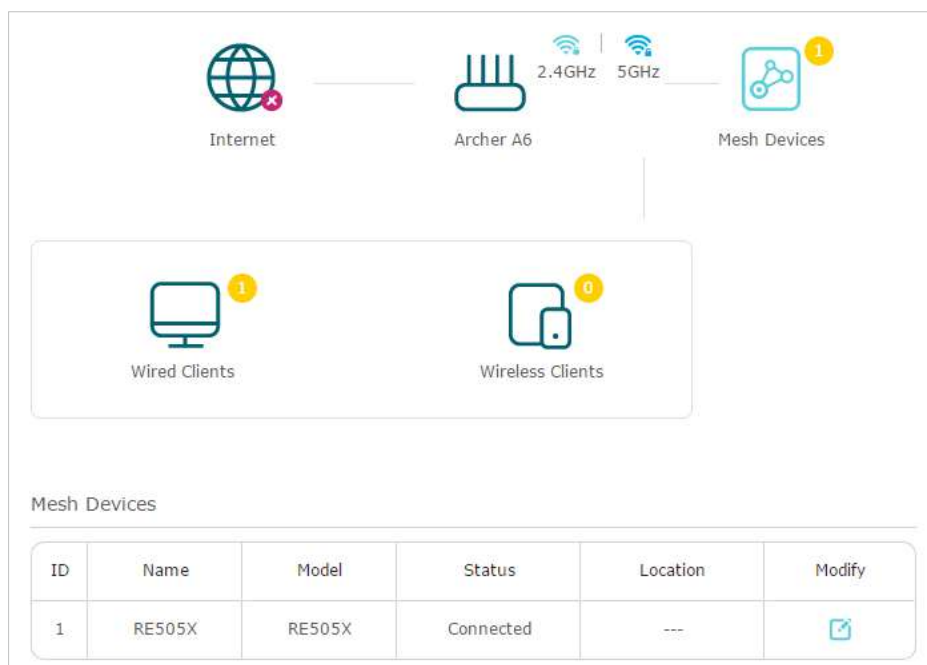 1
2.4GHz 5GHz
Internet Archer A6 Mesh Devices
1 0
Wired Clients Wireless Clients
Mesh Devices
ID Name Model Status Location Modify
1 RE505X RE505X Connected ---